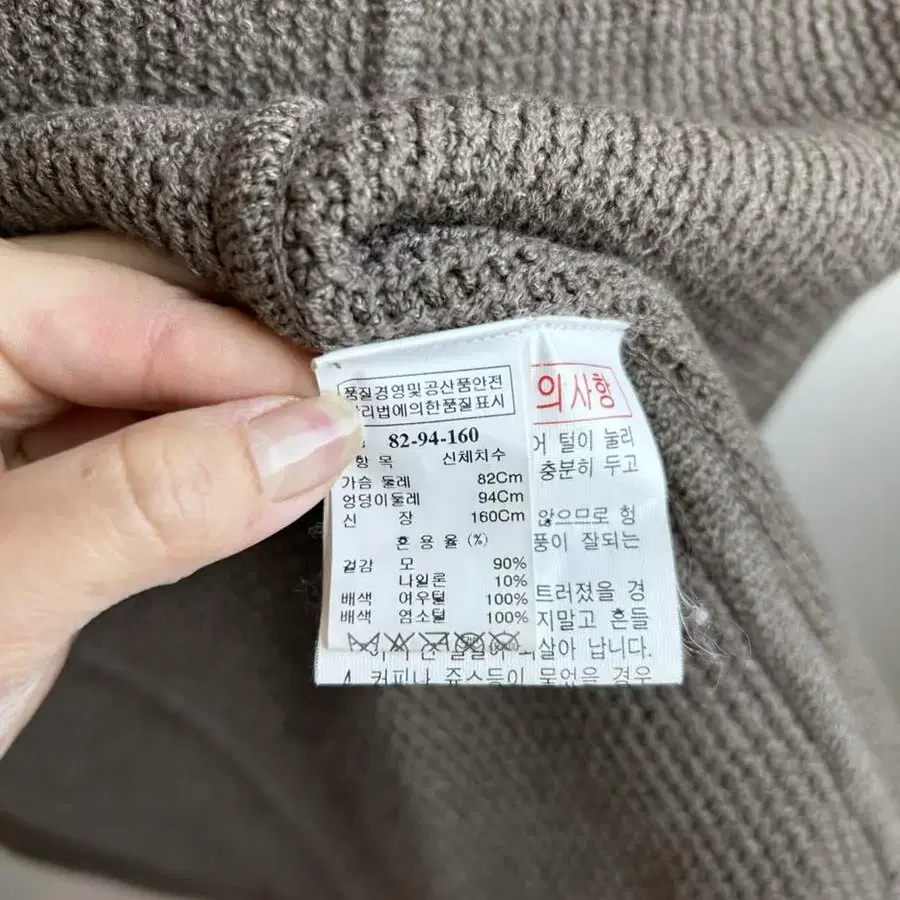 품질경영및공산품안전
관리법에의한품질표시
82-94-160
항 목 신체치수
가슴 둘레 82Cm
엉덩이둘레 94Cm
신 장 160Cm
혼 용 율 (%)
겉감 모 90%
나일론 10%
배색 여우털 100%
배색 염소털 100%
의사항
어 털이 눌리
충분히 두고
않으므로 헝
풍이 잘되는
트러졌을 경
지말고 흔들
살아 납니다.
4. 커피나 쥬스등이 묻었을 경우